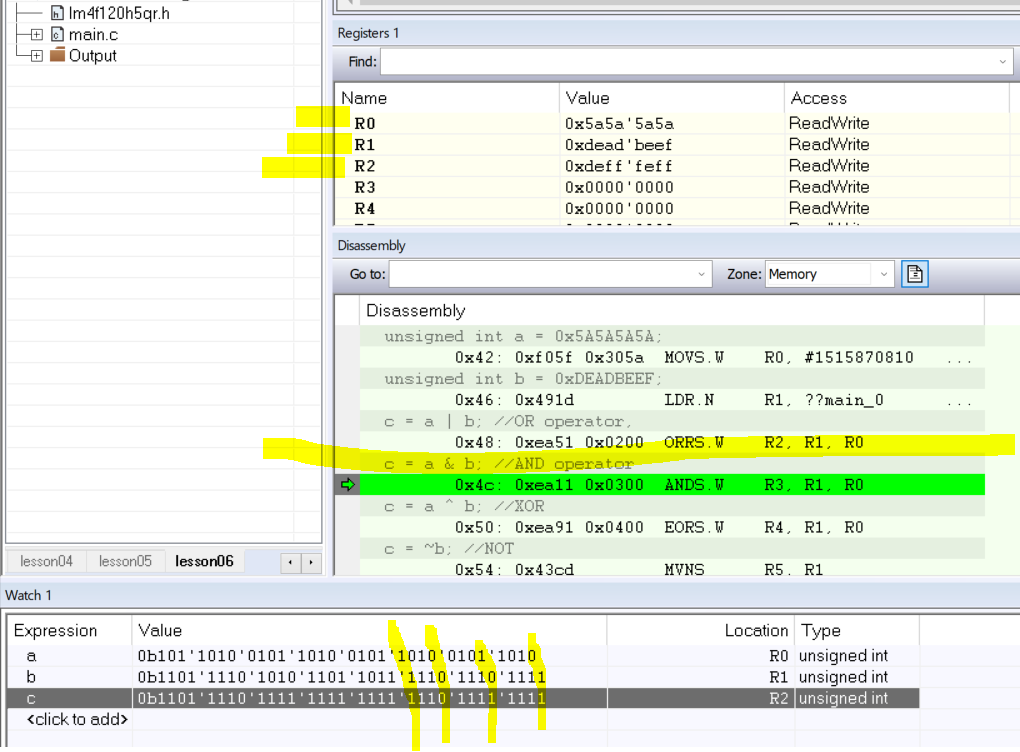 lm4f120h5qr.h
main.c
Output
Registers 1
Find:
Name Value Access
R0 0x5a5a'5a5a ReadWrite
R1 0xdead'beef ReadWrite
R2 0xdeff'feff ReadWrite
R3 0x0000'0000 ReadWrite
R4 0x0000'0000 ReadWrite
Disassembly
Go to: Zone: Memory
Disassembly
unsigned int a = 0x5A5A5A5A;
0x42: 0xf05f 0x305a MOVS.W R0, #1515870810 ...
unsigned int b = 0xDEADBEEF;
0x46: 0x491d LDR.N R1, ??main_0 ...
c = a | b; //OR operator,
0x48: 0xea51 0x0200 ORRS.W R2, R1, R0
c = a & b; //AND operator
0x4c: 0xea11 0x0300 ANDS.W R3, R1, R0
c = a ^ b; //XOR
0x50: 0xea91 0x0400 EORS.W R4, R1, R0
c = ~b; //NOT
0x54: 0x43cd MVNS R5, R1
lesson04 lesson05 lesson06
Watch 1
Expression Value Location Type
a 0b101'1010'0101'1010'0101'1010'0101'1010 R0 unsigned int
b 0b1101'1110'1010'1101'1011'1110'1110'1111 R1 unsigned int
c 0b1101'1110'1111'1111'1111'1110'1111'1111 R2 unsigned int
<click to add>